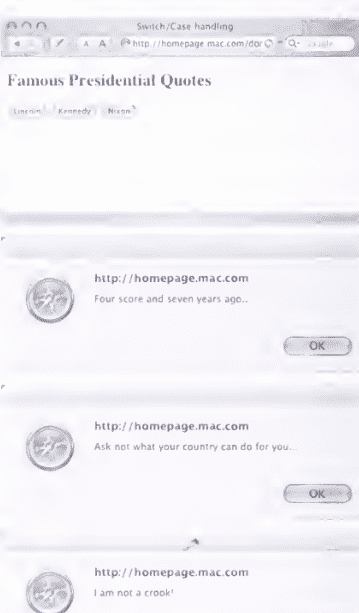 Switch/Case handling
A A http://homepage.mac.com/dor Q- Google
Famous Presidential Quotes
Lincoln Kennedy Nixon
http://homepage.mac.com
Four score and seven years ago..
OK
http://homepage.mac.com
Ask not what your country can do for you...
OK
http://homepage.mac.com
I am not a crook!